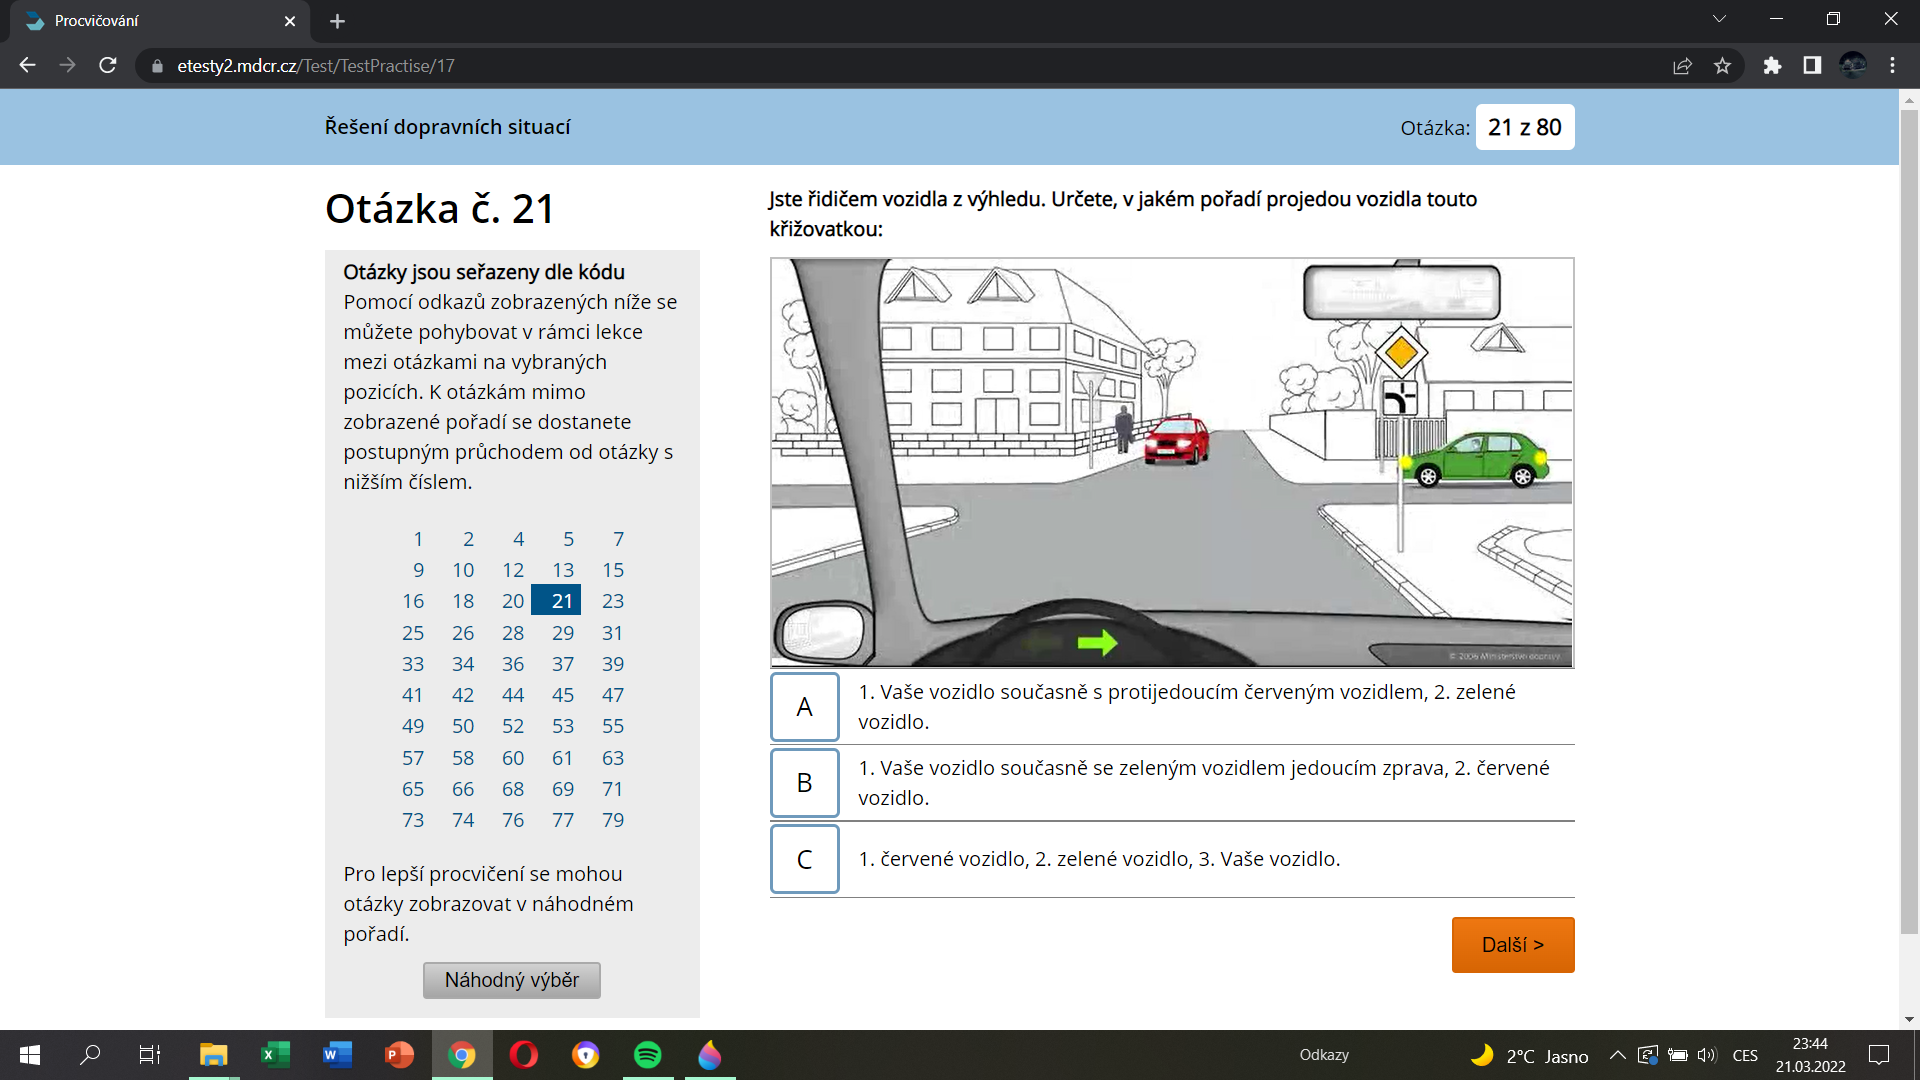 Procvičování
etesty2.mdcr.cz/Test/TestPractise/17
Řešení dopravních situací
Otázka: 21 z 80
Otázka č. 21
Otázky jsou seřazeny dle kódu
Pomocí odkazů zobrazených níže se
můžete pohybovat v rámci lekce
mezi otázkami na vybraných
pozicích. K otázkám mimo
zobrazené pořadí se dostanete
postupným průchodem od otázky s
nižším číslem.
1 2 4 5 7
9 10 12 13 15
16 18 20 21 23
25 26 28 29 31
33 34 36 37 39
41 42 44 45 47
49 50 52 53 55
57 58 60 61 63
65 66 68 69 71
73 74 76 77 79
Pro lepší procvičení se mohou
otázky zobrazovat v náhodném
pořadí.
Náhodný výběr
Jste řidičem vozidla z výhledu. Určete, v jakém pořadí projedou vozidla touto
křižovatkou:
© 2006 Ministerstvo dopravy
A
1. Vaše vozidlo současně s protijedoucím červeným vozidlem, 2. zelené
vozidlo.
B
1. Vaše vozidlo současně se zeleným vozidlem jedoucím zprava, 2. červené
vozidlo.
C
1. červené vozidlo, 2. zelené vozidlo, 3. Vaše vozidlo.
Další >
Odkazy
2°C Jasno
CES
23:44
21.03.2022